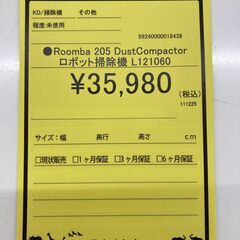 KD/掃除機 その他
程度:未使用
99240000018438
●Roomba 205 DustCompactor
ロボット掃除機 L121060
¥35,980
(税込)
111225
サイズ:幅 奥行 高さ cm
□現状販売 □1ヶ月保証 □3ヶ月保証 □6ヶ月保証